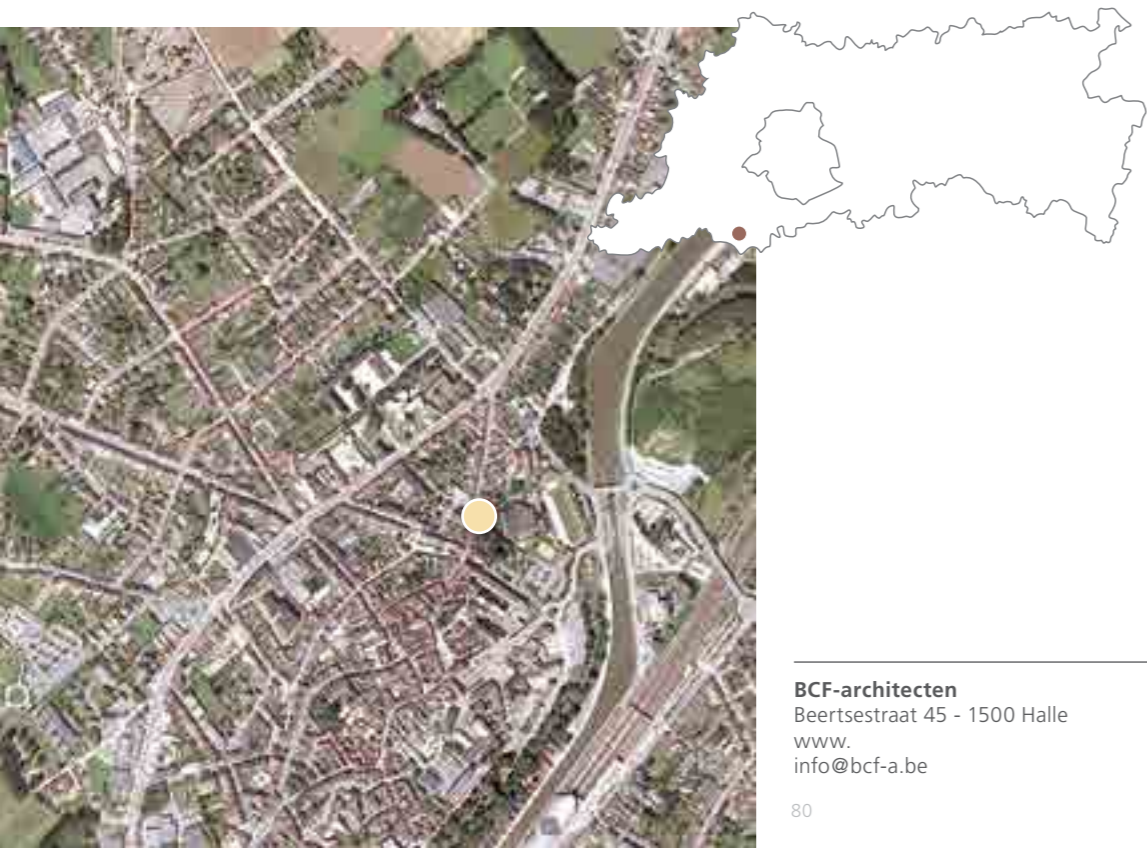 BCF-architecten
Beertsestraat 45 - 1500 Halle
www.
info@bcf-a.be
80